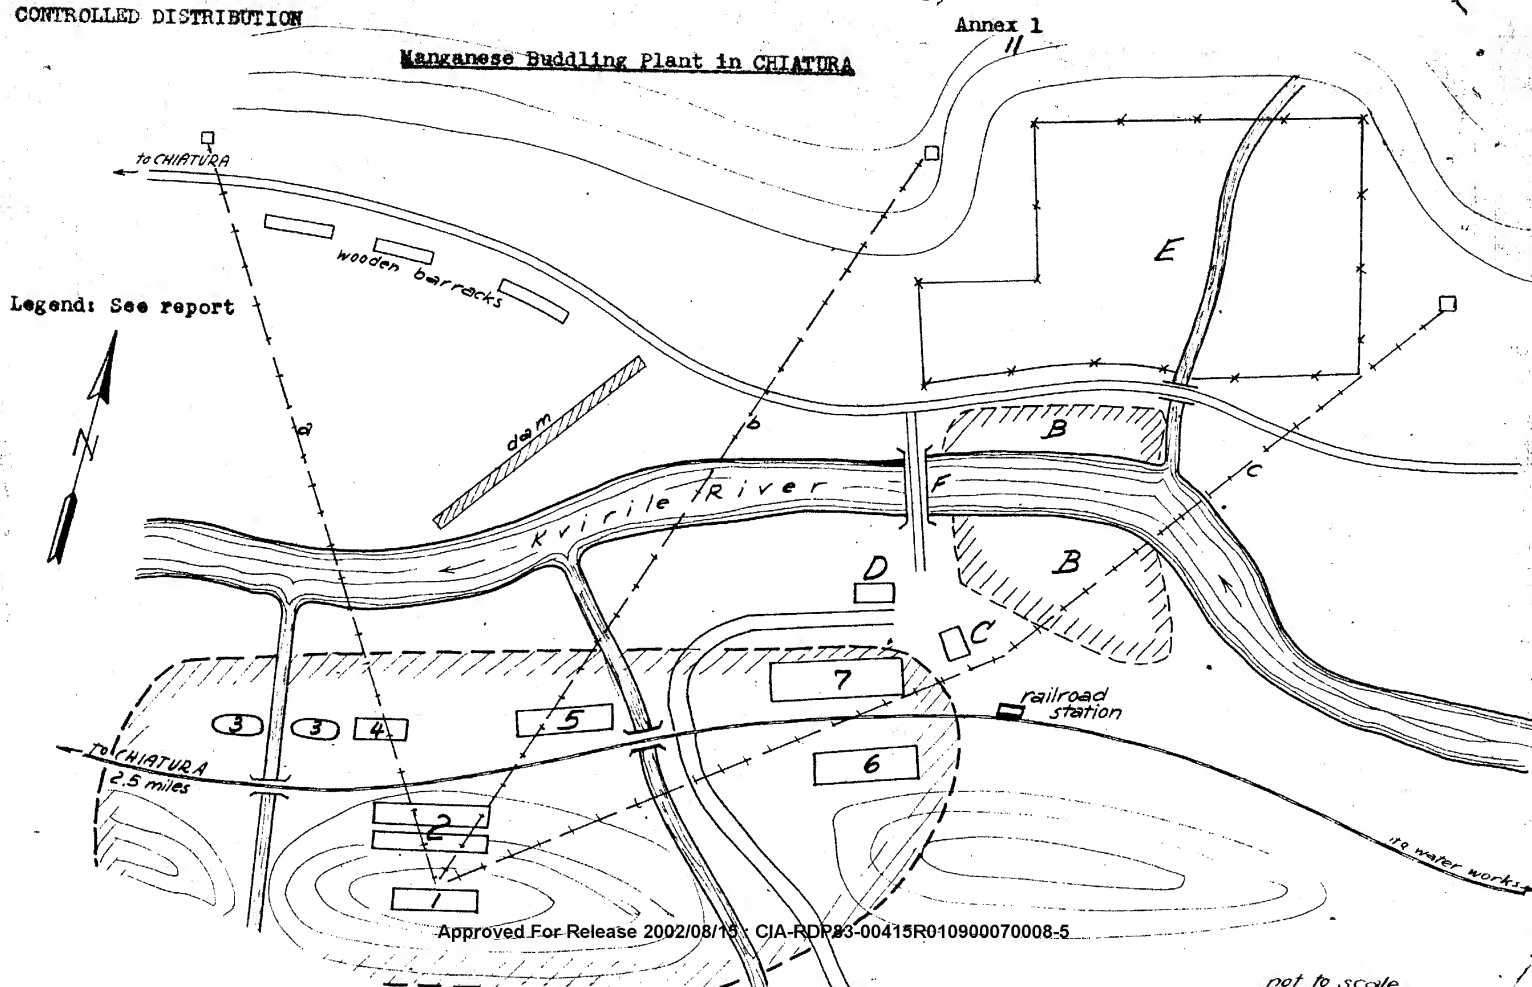 CONTROLLED DISTRIBUTION
Annex 1
11
Manganese Buddling Plant in CHIATURA
to CHIATURA
wooden barracks
E
Legend: See report
N
a
dam
b
B
c
Kvirile River
F
B
D
C
7
railroad
station
3
3
4
5
6
to CHIATURA
2.5 miles
2
to water works
1
Approved For Release 2002/08/15 : CIA-RDP83-00415R010900070008-5
not to scale